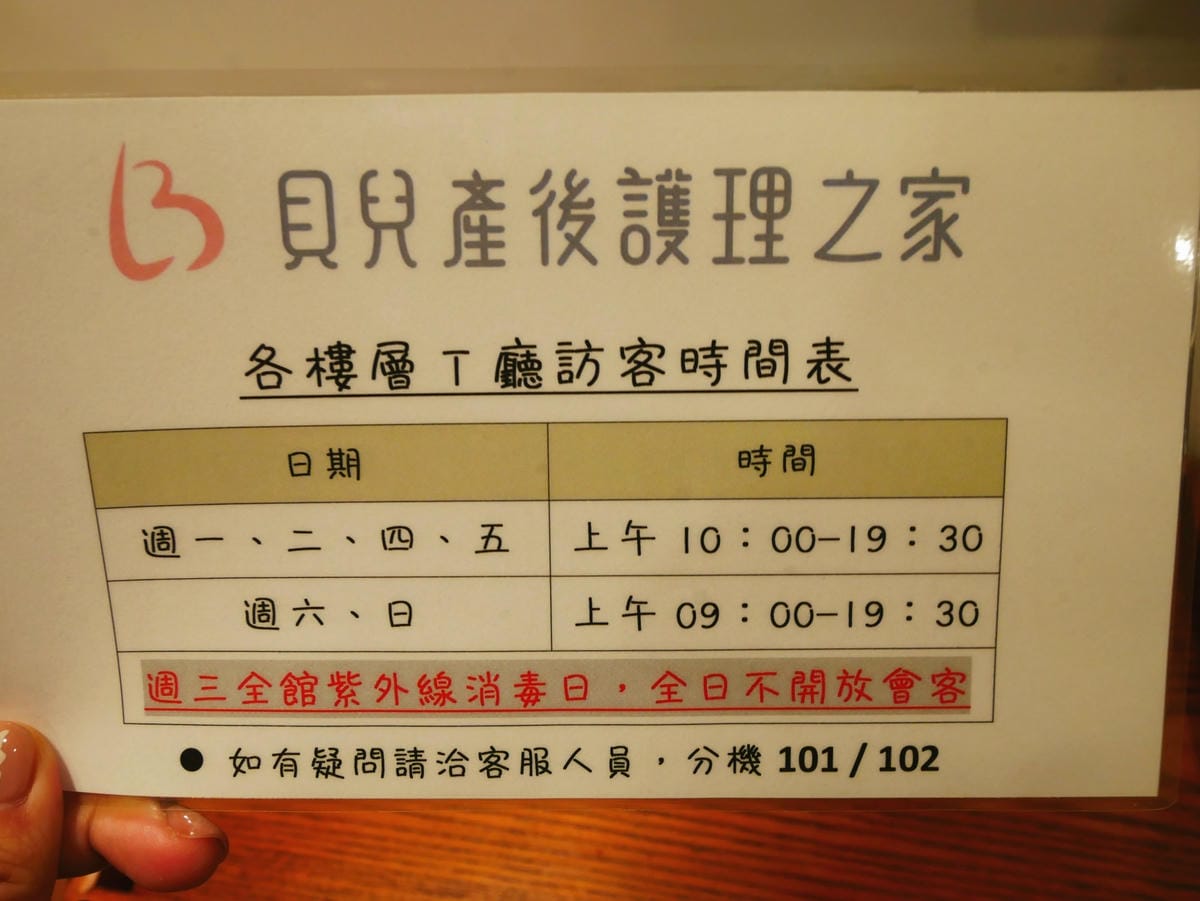 貝兒產後護理之家
各樓層T廳訪客時間表
日期 時間
週一、二、四、五 上午 10：00-19：30
週六、日 上午 09：00-19：30
週三全館紫外線消毒日，全日不開放會客
● 如有疑問請洽客服人員，分機 101 / 102